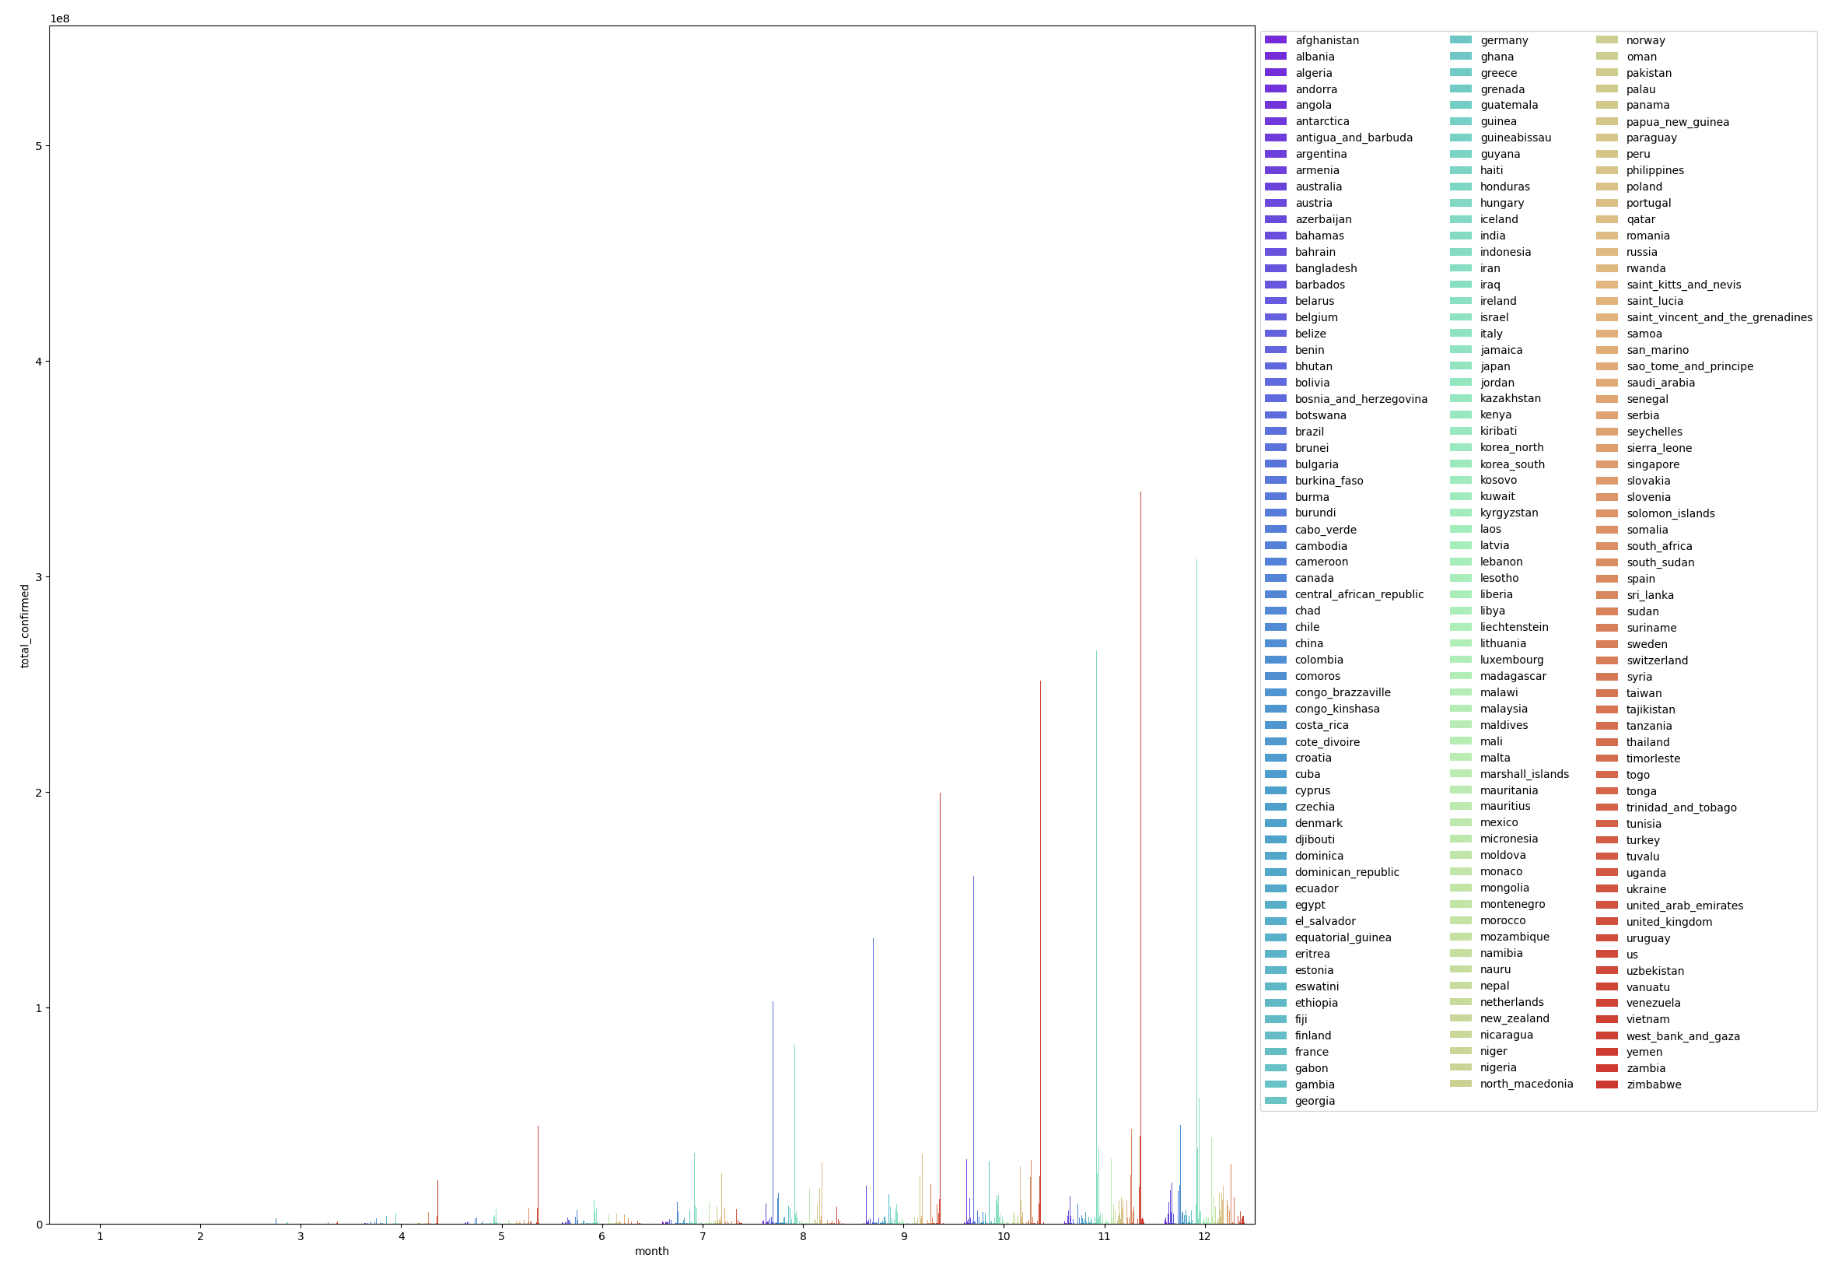 1e8
5
4
3
2
1
0
total_confirmed
1 2 3 4 5 6 7 8 9 10 11 12
month
afghanistan
albania
algeria
andorra
angola
antarctica
antigua_and_barbuda
argentina
armenia
australia
austria
azerbaijan
bahamas
bahrain
bangladesh
barbados
belarus
belgium
belize
benin
bhutan
bolivia
bosnia_and_herzegovina
botswana
brazil
brunei
bulgaria
burkina_faso
burma
burundi
cabo_verde
cambodia
cameroon
canada
central_african_republic
chad
chile
china
colombia
comoros
congo_brazzaville
congo_kinshasa
costa_rica
cote_divoire
croatia
cuba
cyprus
czechia
denmark
djibouti
dominica
dominican_republic
ecuador
egypt
el_salvador
equatorial_guinea
eritrea
estonia
eswatini
ethiopia
fiji
finland
france
gabon
gambia
georgia
germany
ghana
greece
grenada
guatemala
guinea
guineabissau
guyana
haiti
honduras
hungary
iceland
india
indonesia
iran
iraq
ireland
israel
italy
jamaica
japan
jordan
kazakhstan
kenya
kiribati
korea_north
korea_south
kosovo
kuwait
kyrgyzstan
laos
latvia
lebanon
lesotho
liberia
libya
liechtenstein
lithuania
luxembourg
madagascar
malawi
malaysia
maldives
mali
malta
marshall_islands
mauritania
mauritius
mexico
micronesia
moldova
monaco
mongolia
montenegro
morocco
mozambique
namibia
nauru
nepal
netherlands
new_zealand
nicaragua
niger
nigeria
north_macedonia
norway
oman
pakistan
palau
panama
papua_new_guinea
paraguay
peru
philippines
poland
portugal
qatar
romania
russia
rwanda
saint_kitts_and_nevis
saint_lucia
saint_vincent_and_the_grenadines
samoa
san_marino
sao_tome_and_principe
saudi_arabia
senegal
serbia
seychelles
sierra_leone
singapore
slovakia
slovenia
solomon_islands
somalia
south_africa
south_sudan
spain
sri_lanka
sudan
suriname
sweden
switzerland
syria
taiwan
tajikistan
tanzania
thailand
timorleste
togo
tonga
trinidad_and_tobago
tunisia
turkey
tuvalu
uganda
ukraine
united_arab_emirates
united_kingdom
uruguay
us
uzbekistan
vanuatu
venezuela
vietnam
west_bank_and_gaza
yemen
zambia
zimbabwe